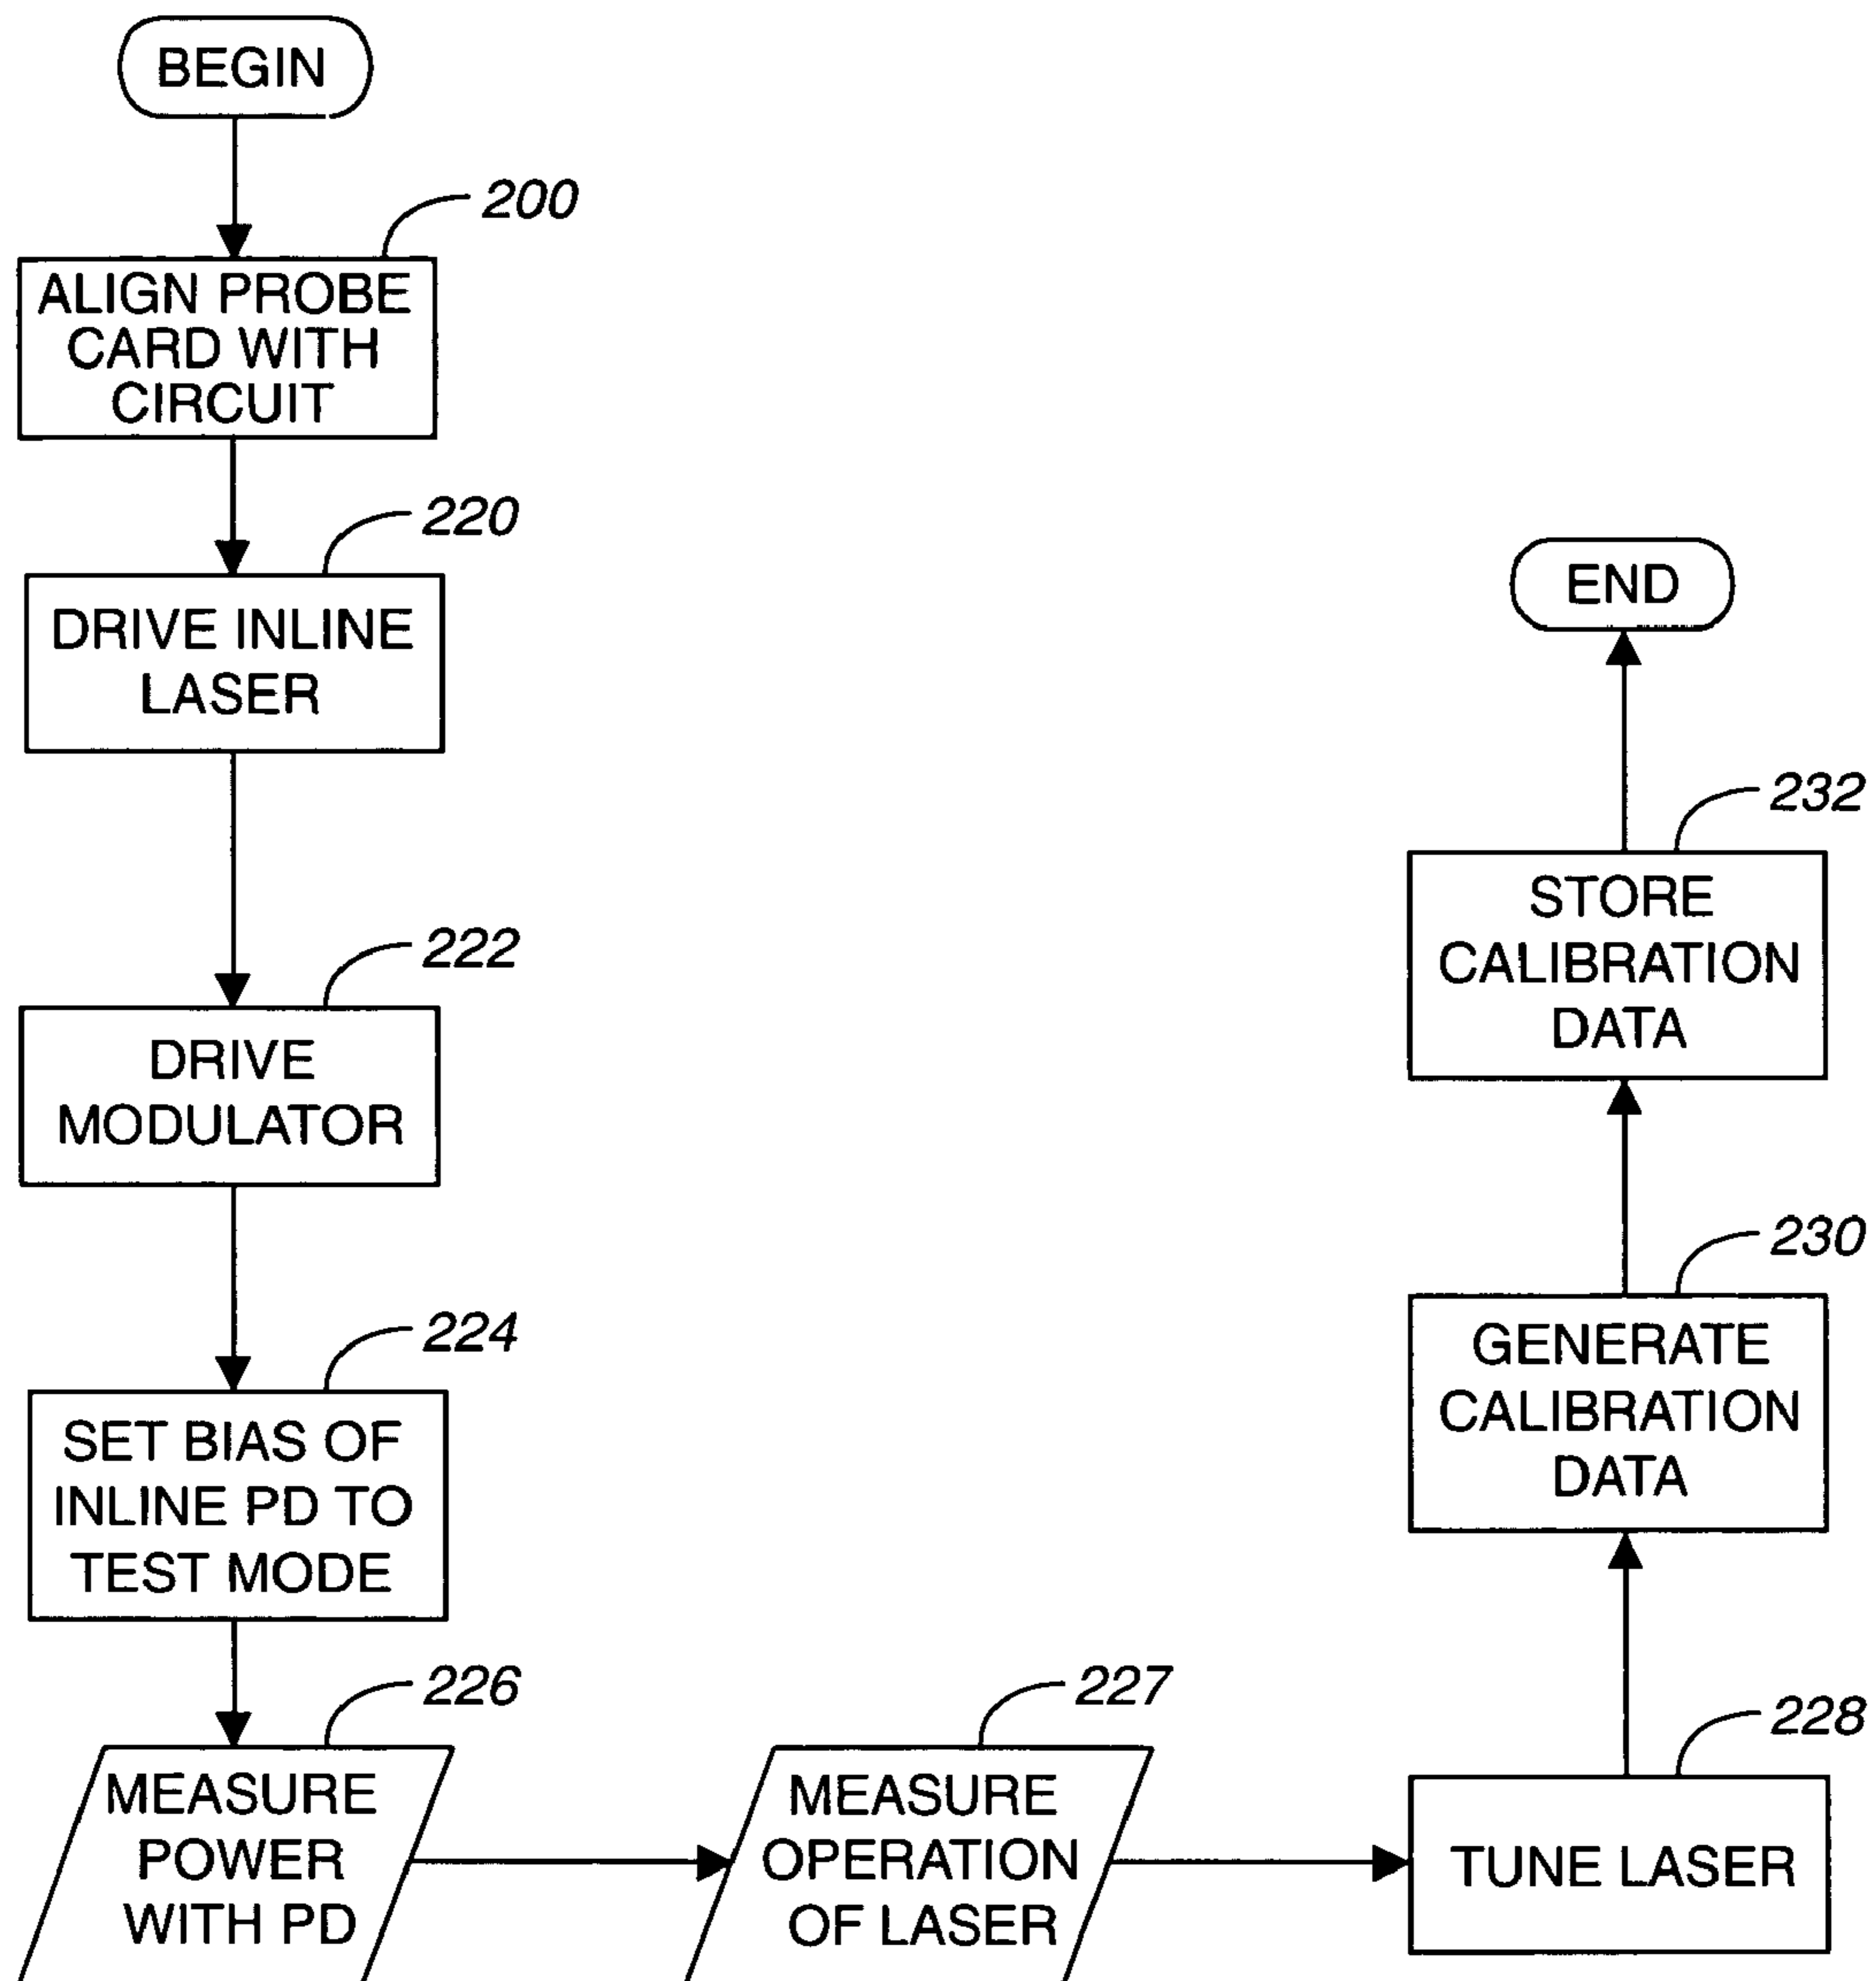 BEGIN
200
ALIGN PROBE
CARD WITH
CIRCUIT
220
DRIVE INLINE
LASER
222
DRIVE
MODULATOR
224
SET BIAS OF
INLINE PD TO
TEST MODE
226
MEASURE
POWER
WITH PD
227
MEASURE
OPERATION
OF LASER
228
TUNE LASER
230
GENERATE
CALIBRATION
DATA
232
STORE
CALIBRATION
DATA
END